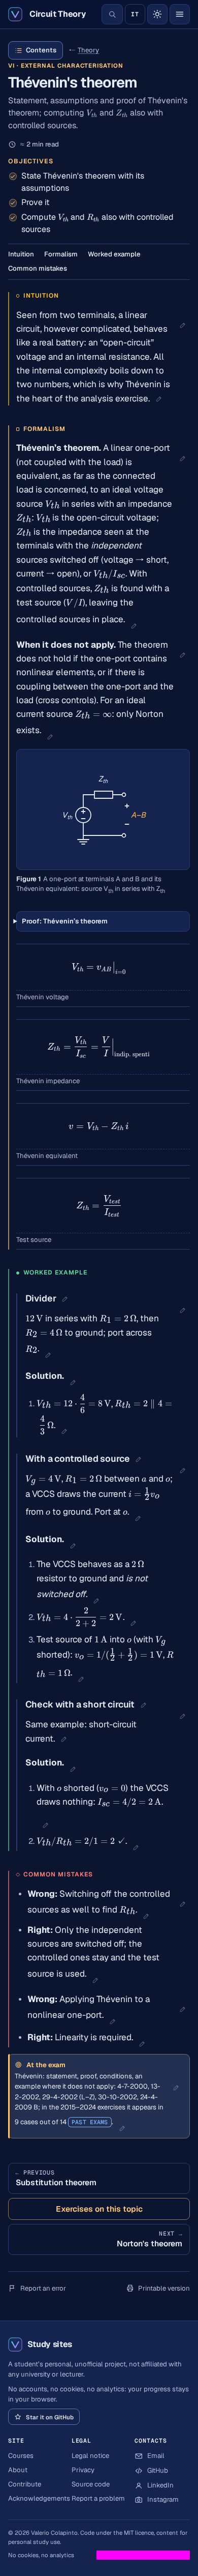 Circuit Theory
IT
Contents
← Theory
VI · EXTERNAL CHARACTERISATION
Thévenin's theorem
Statement, assumptions and proof of Thévenin's
theorem; computing V_th and Z_th also with
controlled sources.
≈ 2 min read
OBJECTIVES
State Thévenin's theorem with its
assumptions
Prove it
Compute V_th and R_th also with controlled
sources
Intuition Formalism Worked example
Common mistakes
INTUITION
Seen from two terminals, a linear
circuit, however complicated, behaves
like a real battery: an “open-circuit”
voltage and an internal resistance. All
the internal complexity boils down to
two numbers, which is why Thévenin is
the heart of the analysis exercise.
FORMALISM
Thévenin's theorem. A linear one-port
(not coupled with the load) is
equivalent, as far as the connected
load is concerned, to an ideal voltage
source V_th in series with an impedance
Z_th: V_th is the open-circuit voltage;
Z_th is the impedance seen at the
terminals with the independent
sources switched off (voltage → short,
current → open), or V_th/I_sc. With
controlled sources, Z_th is found with a
test source (V/I), leaving the
controlled sources in place.
When it does not apply. The theorem
does not hold if the one-port contains
nonlinear elements, or if there is
coupling between the one-port and the
load (cross controls). For an ideal
current source Z_th = ∞: only Norton
exists.
Z_th
V_th
+
A–B
−
Figure 1 A one-port at terminals A and B and its
Thévenin equivalent: source V_th in series with Z_th
Proof: Thévenin's theorem
V_th = v_AB|_{i=0}
Thévenin voltage
Z_th = V_th/I_sc = V/I|_{indip. spenti}
Thévenin impedance
v = V_th − Z_th i
Thévenin equivalent
Z_th = V_test/I_test
Test source
WORKED EXAMPLE
Divider
12 V in series with R_1 = 2 Ω, then
R_2 = 4 Ω to ground; port across
R_2.
Solution.
1. V_th = 12 · 4/6 = 8 V, R_th = 2 ∥ 4 =
4/3 Ω.
With a controlled source
V_g = 4 V, R_1 = 2 Ω between a and o;
a VCCS draws the current i = 1/2 v_o
from o to ground. Port at o.
Solution.
1. The VCCS behaves as a 2 Ω
resistor to ground and is not
switched off.
2. V_th = 4 · 2/(2 + 2) = 2 V.
3. Test source of 1 A into o (with V_g
shorted): v_o = 1/(1/2 + 1/2) = 1 V, R
th = 1 Ω.
Check with a short circuit
Same example: short-circuit
current.
Solution.
1. With o shorted (v_o = 0) the VCCS
draws nothing: I_sc = 4/2 = 2 A.
2. V_th/R_th = 2/1 = 2 ✓.
COMMON MISTAKES
Wrong: Switching off the controlled
sources as well to find R_th.
Right: Only the independent
sources are switched off; the
controlled ones stay and the test
source is used.
Wrong: Applying Thévenin to a
nonlinear one-port.
Right: Linearity is required.
At the exam
Thévenin: statement, proof, conditions, an
example where it does not apply: 4-7-2000, 13-
2-2002, 29-4-2002 (L–Z), 30-10-2002, 24-4-
2009 B; in the 2015–2024 exercises it appears in
9 cases out of 14 PAST EXAMS.
← PREVIOUS
Substitution theorem
Exercises on this topic
NEXT →
Norton's theorem
Report an error
Printable version
Study sites
A student's personal, unofficial project, not affiliated with
any university or lecturer.
No accounts, no cookies, no analytics: your progress stays
in your browser.
Star it on GitHub
SITE LEGAL CONTACTS
Courses Legal notice Email
About Privacy GitHub
Contribute Source code LinkedIn
Acknowledgements Report a problem Instagram
© 2026 Valerio Colapinto. Code under the MIT licence, content for
personal study use.
No cookies, no analytics